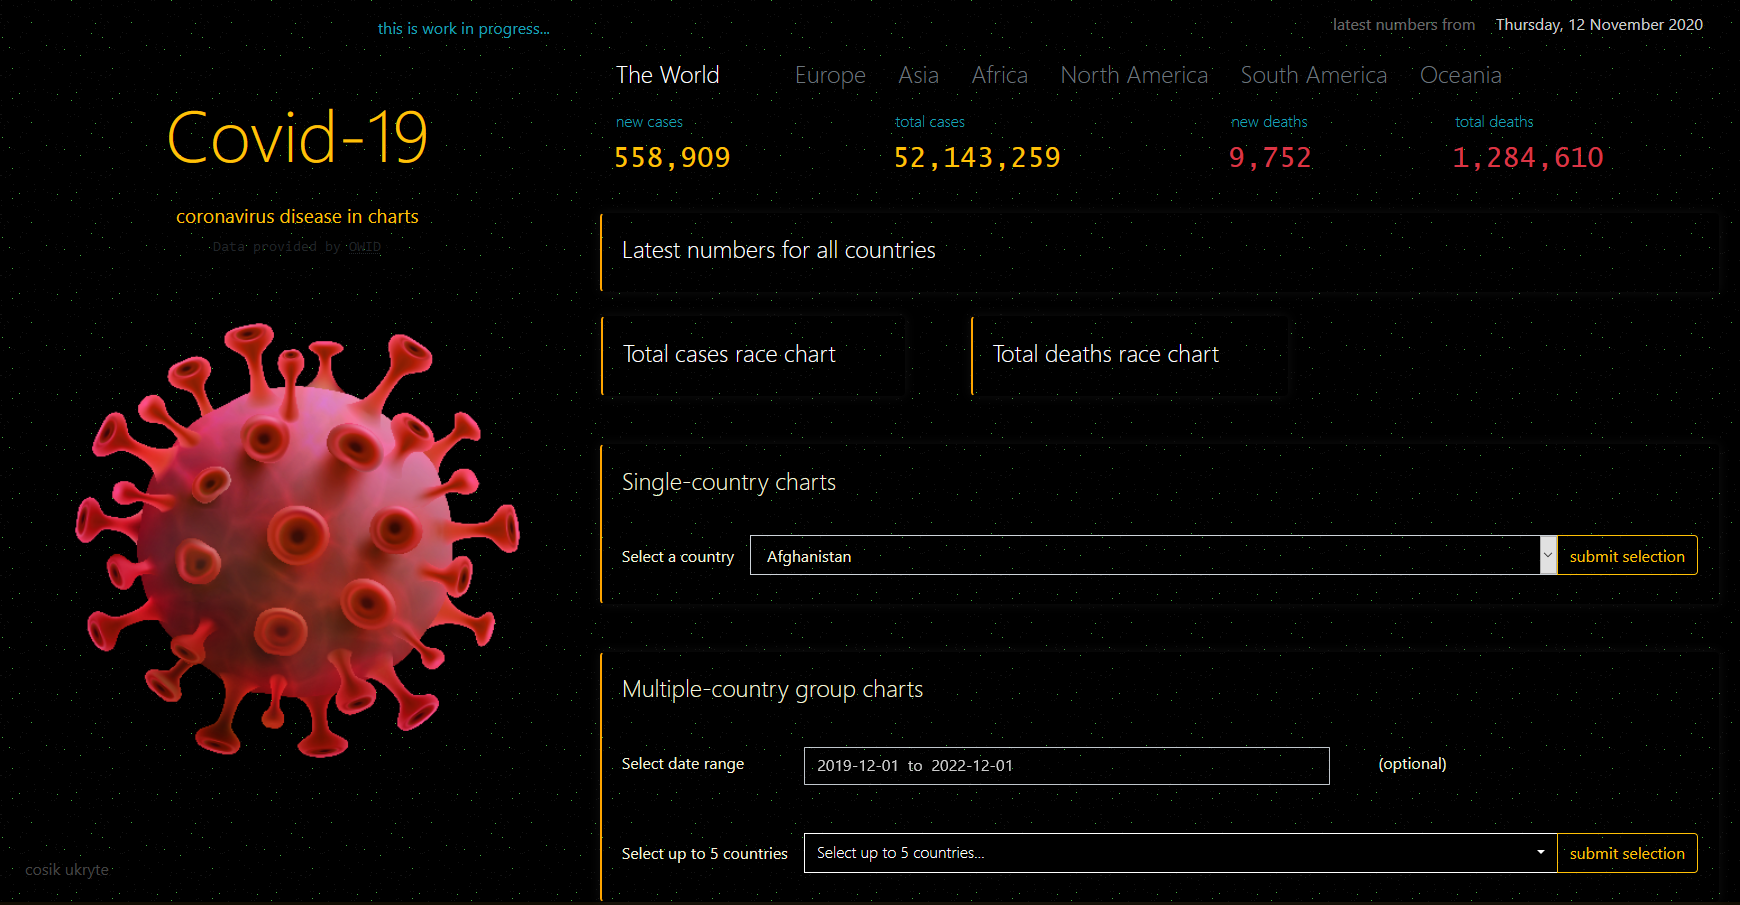 this is work in progress...
latest numbers from Thursday, 12 November 2020
Covid-19
coronavirus disease in charts
Data provided by OWID
The World Europe Asia Africa North America South America Oceania
new cases total cases new deaths total deaths
558,909 52,143,259 9,752 1,284,610
Latest numbers for all countries
Total cases race chart Total deaths race chart
Single-country charts
Select a country Afghanistan submit selection
Multiple-country group charts
Select date range 2019-12-01 to 2022-12-01 (optional)
Select up to 5 countries Select up to 5 countries... submit selection
cosik ukryte